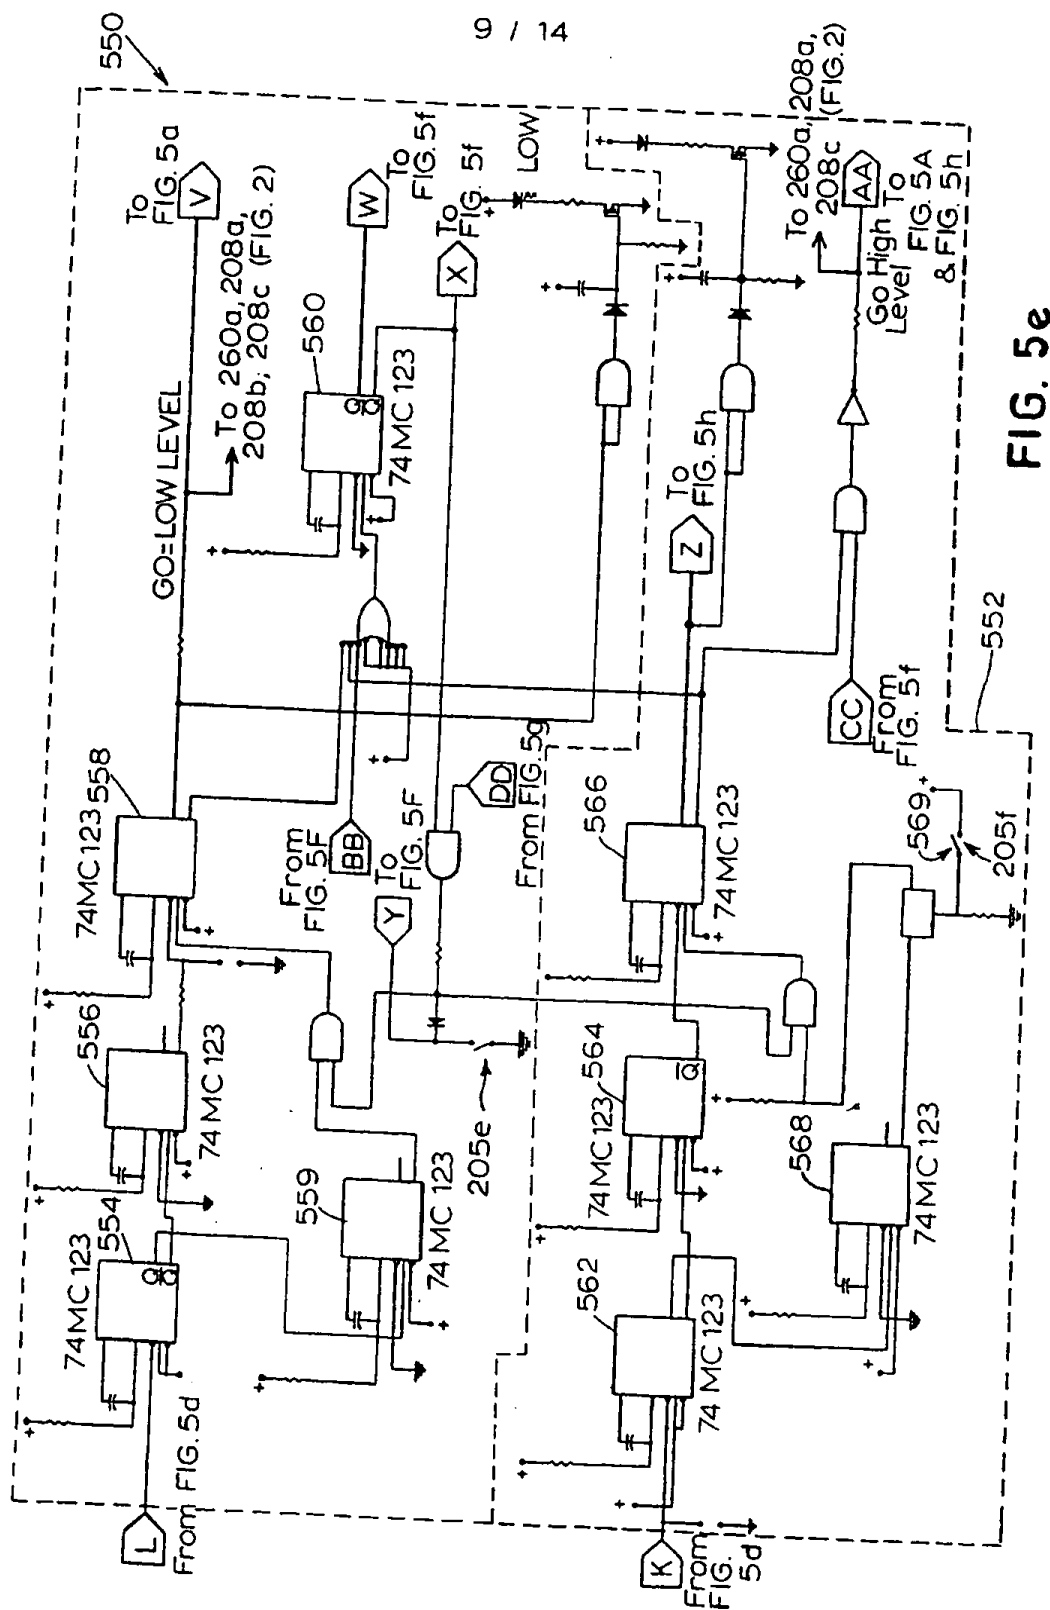 9 / 14
550
To
FIG. 5a
V
GO=LOW LEVEL
To 260a, 208a,
208b, 208c (FIG. 2)
W
To
FIG. 5f
To
FIG. 5f
X
LOW
560
Q
Q̅
74MC123
558
74MC123
556
74MC123
554
74MC123
Q
Q̅
L
From FIG. 5d
559
74MC123
From
FIG. 5F
BB
To
FIG. 5F
Y
DD
From FIG. 5g
205e
To 260a, 208a,
208c (FIG. 2)
AA
Go High
Level
To
FIG. 5A
& FIG. 5h
To
FIG. 5h
Z
CC
From
FIG. 5f
552
566
74MC123
564
74MC123
Q̅
562
74MC123
568
74MC123
569
205f
K
From
FIG.
5d
FIG. 5e